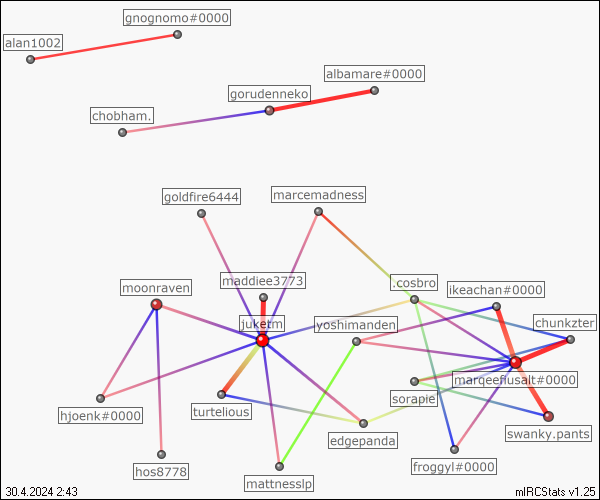 gnognomo#0000
alan1002
albamare#0000
gorudenneko
chobham.
goldfire6444
marcemadness
maddiee3773
.cosbro
moonraven
ikeachan#0000
juketm
yoshimanden
chunkzter
marqeefiusalt#0000
sorapie
hjoenk#0000
turtelious
edgepanda
swanky.pants
hos8778
froggyl#0000
mattnesslp
30.4.2024 2:43
mIRCStats v1.25